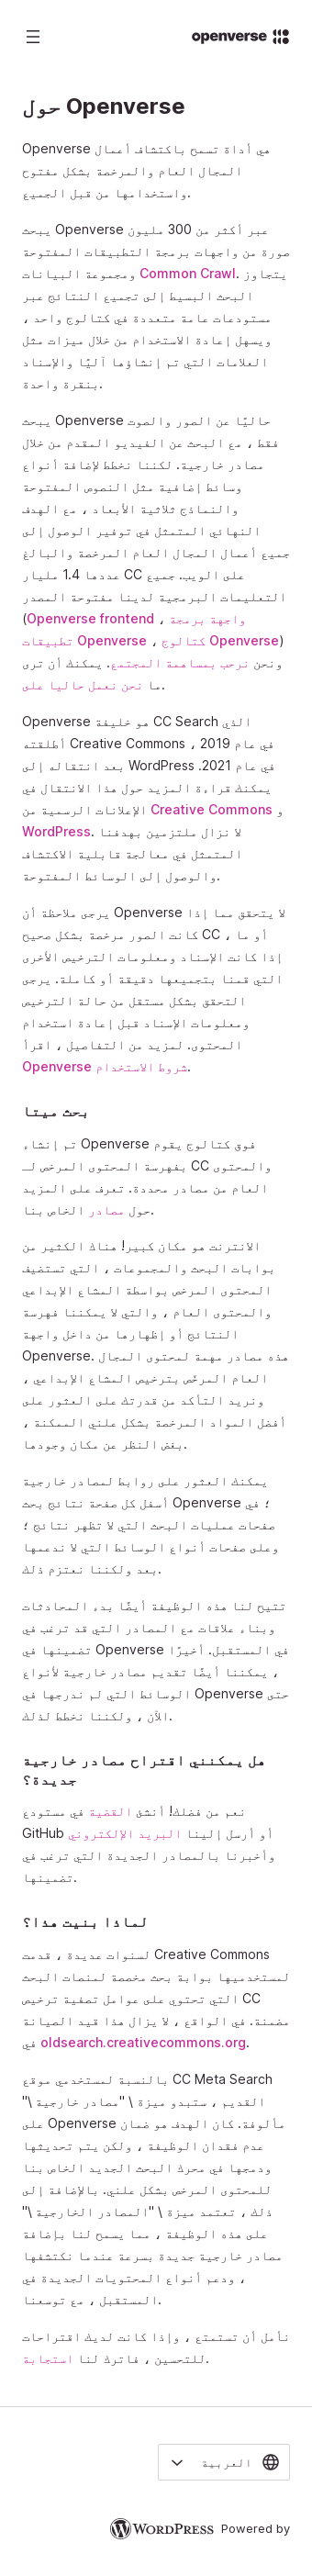 openverse
حول Openverse
Openverse هي أداة تسمح باكتشاف أعمال
المجال العام والمرخصة بشكل مفتوح
واستخدامها من قبل الجميع.
يبحث Openverse عبر أكثر من 300 مليون
صورة من واجهات برمجة التطبيقات المفتوحة
ومجموعة البيانات Common Crawl. يتجاوز
البحث البسيط إلى تجميع النتائج عبر
مستودعات عامة متعددة في كتالوج واحد ،
ويسهل إعادة الاستخدام من خلال ميزات مثل
العلامات التي تم إنشاؤها آليًا والإسناد
بنقرة واحدة.
يبحث Openverse حاليًا عن الصور والصوت
فقط ، مع البحث عن الفيديو المقدم من خلال
مصادر خارجية. لكننا نخطط لإضافة أنواع
وسائط إضافية مثل النصوص المفتوحة
والنماذج ثلاثية الأبعاد ، مع الهدف
النهائي المتمثل في توفير الوصول إلى
جميع أعمال المجال العام المرخصة والبالغ
عددها 1.4 مليار CC على الويب. جميع
التعليمات البرمجية لدينا مفتوحة المصدر
(Openverse frontend ، واجهة برمجة
تطبيقات Openverse ، كتالوج Openverse)
ونحن نرحب بمساهمة المجتمع. يمكنك أن ترى
ما نحن نعمل حاليا على.
Openverse هو خليفة CC Search الذي
أطلقته Creative Commons في عام 2019 ،
بعد انتقاله إلى WordPress في عام 2021.
يمكنك قراءة المزيد حول هذا الانتقال في
الإعلانات الرسمية من Creative Commons و
WordPress. لا نزال ملتزمين بهدفنا
المتمثل في معالجة قابلية الاكتشاف
والوصول إلى الوسائط المفتوحة.
يرجى ملاحظة أن Openverse لا يتحقق مما إذا
كانت الصور مرخصة بشكل صحيح CC ، أو ما
إذا كانت الإسناد ومعلومات الترخيص الأخرى
التي قمنا بتجميعها دقيقة أو كاملة. يرجى
التحقق بشكل مستقل من حالة الترخيص
ومعلومات الإسناد قبل إعادة استخدام
المحتوى. لمزيد من التفاصيل ، اقرأ
شروط الاستخدام Openverse.
بحث ميتا
تم إنشاء Openverse فوق كتالوج يقوم
بفهرسة المحتوى المرخص لـ CC والمحتوى
العام من مصادر محددة. تعرف على المزيد
حول مصادر الخاص بنا.
الانترنت هو مكان كبير! هناك الكثير من
بوابات البحث والمجموعات ، التي تستضيف
المحتوى المرخص بواسطة المشاع الإبداعي
والمحتوى العام ، والتي لا يمكننا فهرسة
النتائج أو إظهارها من داخل واجهة
Openverse. هذه مصادر مهمة لمحتوى المجال
العام المرخص بترخيص المشاع الإبداعي ،
ونريد التأكد من قدرتك على العثور على
أفضل المواد المرخصة بشكل علني الممكنة ،
بغض النظر عن مكان وجودها.
يمكنك العثور على روابط لمصادر خارجية
أسفل كل صفحة نتائج بحث Openverse ؛ في
صفحات عمليات البحث التي لا تظهر نتائج ؛
وعلى صفحات أنواع الوسائط التي لا ندعمها
بعد ولكننا نعتزم ذلك.
تتيح لنا هذه الوظيفة أيضًا بدء المحادثات
وبناء علاقات مع المصادر التي قد ترغب في
تضمينها في Openverse في المستقبل. أخيرًا
، يمكننا أيضًا تقديم مصادر خارجية لأنواع
الوسائط التي لم ندرجها في Openverse حتى
الآن ، ولكننا نخطط لذلك.
هل يمكنني اقتراح مصادر خارجية
جديدة؟
نعم من فضلك! أنشئ القضية في مستودع
GitHub أو أرسل إلينا البريد الإلكتروني
وأخبرنا بالمصادر الجديدة التي ترغب في
تضمينها.
لماذا بنيت هذا؟
لسنوات عديدة ، قدمت Creative Commons
لمستخدميها بوابة بحث مخصصة لمنصات البحث
التي تحتوي على عوامل تصفية ترخيص CC
مضمنة. في الواقع ، لا يزال هذا قيد الصيانة
في oldsearch.creativecommons.org.
بالنسبة لمستخدمي موقع CC Meta Search
القديم ، ستبدو ميزة \ "مصادر خارجية \"
على Openverse مألوفة. كان الهدف هو ضمان
عدم فقدان الوظيفة ، ولكن يتم تحديثها
ودمجها في محرك البحث الجديد الخاص بنا
للمحتوى المرخص بشكل علني. بالإضافة إلى
ذلك ، تعتمد ميزة \ "المصادر الخارجية \"
على هذه الوظيفة ، مما يسمح لنا بإضافة
مصادر خارجية جديدة بسرعة عندما نكتشفها
، ودعم أنواع المحتويات الجديدة في
المستقبل ، مع توسعنا.
نأمل أن تستمتع ، وإذا كانت لديك اقتراحات
للتحسين ، فاترك لنا استجابة.
العربية
Powered by WORDPRESS